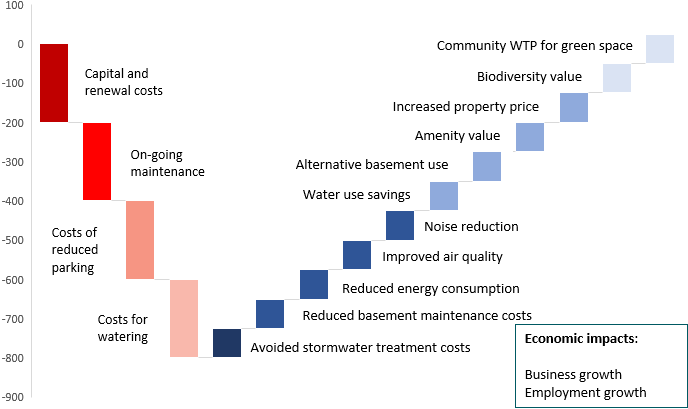 100
0
-100
-200
-300
-400
-500
-600
-700
-800
-900
Capital and
renewal costs
On-going
maintenance
Costs of
reduced
parking
Costs for
watering
Community WTP for green space
Biodiversity value
Increased property price
Amenity value
Alternative basement use
Water use savings
Noise reduction
Improved air quality
Reduced energy consumption
Reduced basement maintenance costs
Avoided stormwater treatment costs
Economic impacts:
Business growth
Employment growth